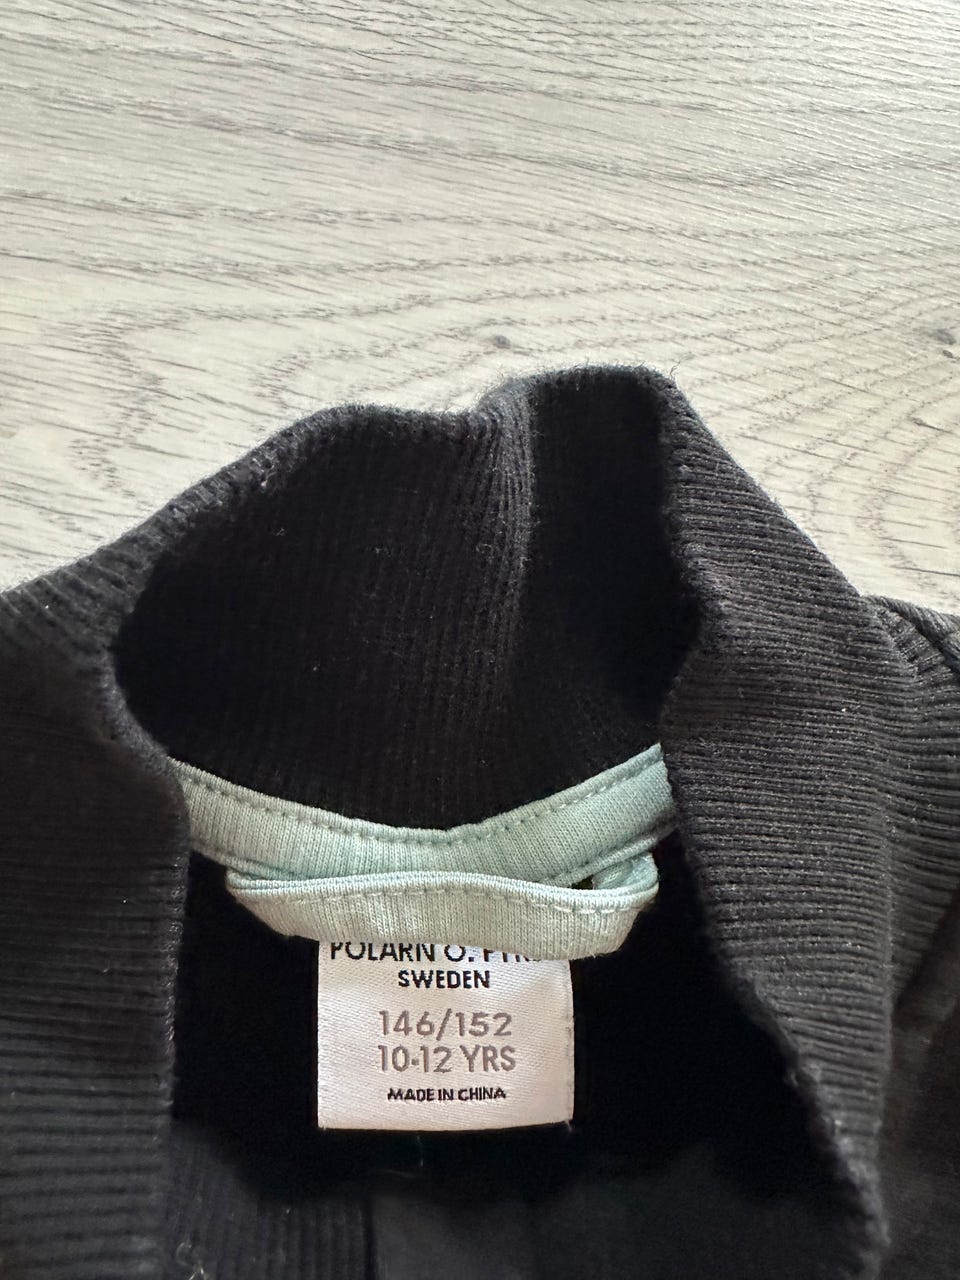 POLARN O.
SWEDEN
146/152
10-12 YRS
MADE IN CHINA